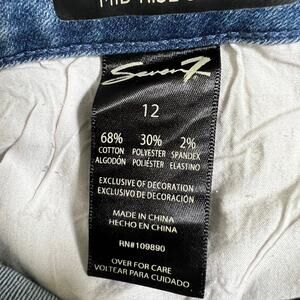 MID RISE
Seven7
12
68% 30% 2%
COTTON POLYESTER SPANDEX
ALGODÓN POLIÉSTER ELASTINO
EXCLUSIVE OF DECORATION
EXCLUSIVO DE DECORACIÓN
MADE IN CHINA
HECHO EN CHINA
RN#109890
OVER FOR CARE
VOLTEAR PARA CUIDADO